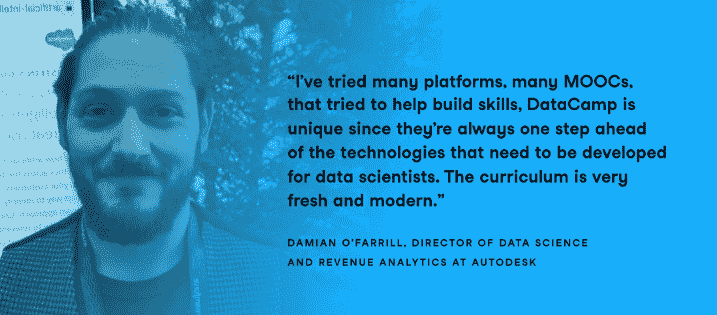 “I’ve tried many platforms, many MOOCs,
that tried to help build skills, DataCamp is
unique since they’re always one step ahead
of the technologies that need to be developed
for data scientists. The curriculum is very
fresh and modern.”
DAMIAN O’FARRILL, DIRECTOR OF DATA SCIENCE
AND REVENUE ANALYTICS AT AUTODESK